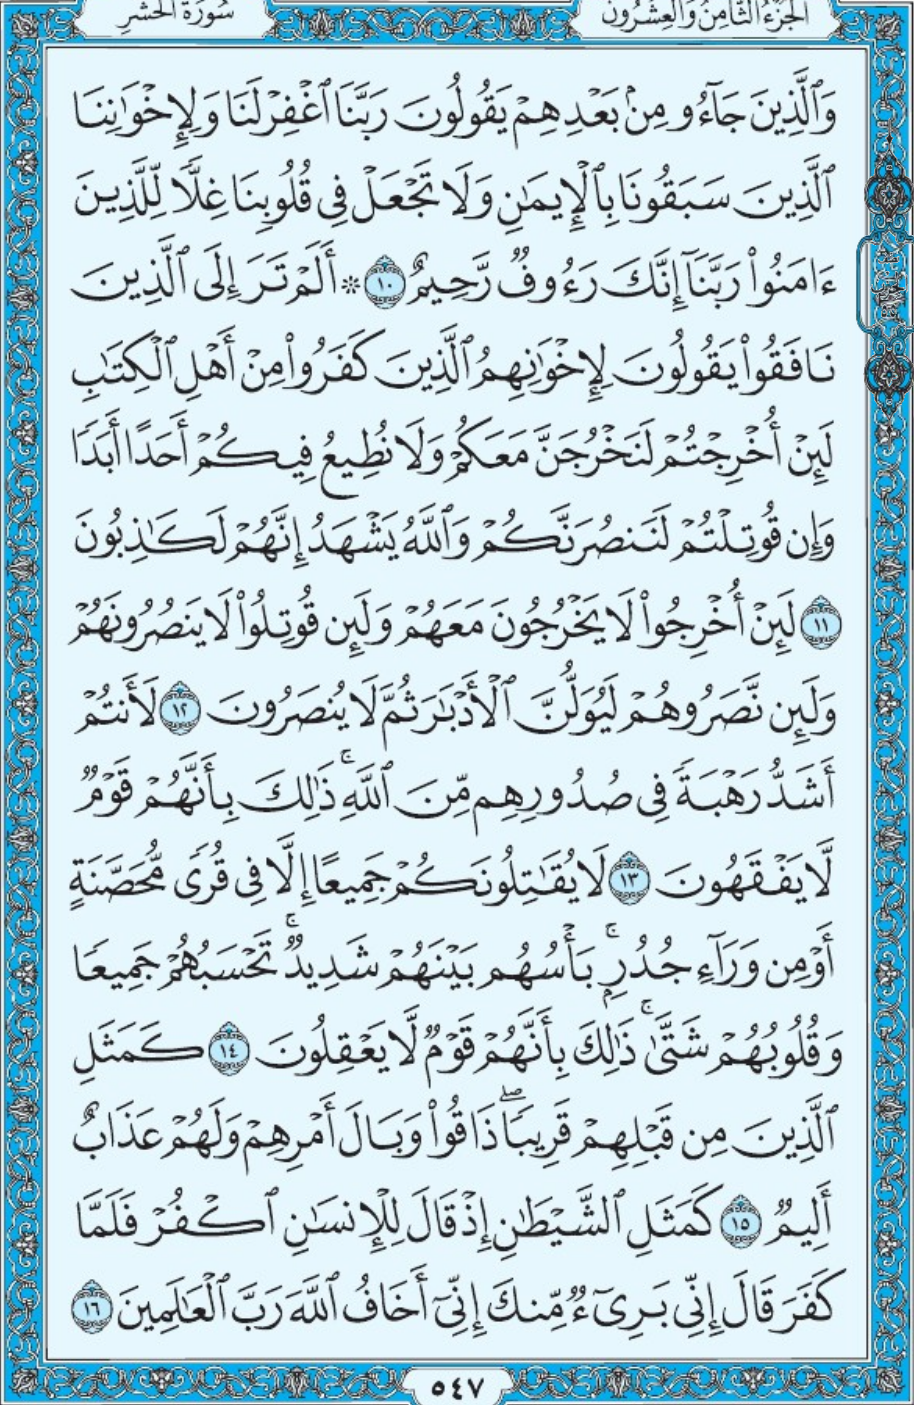 الجزء الثامن والعشرون
سورة الحشر
وَٱلَّذِينَ جَآءُو مِنۢ بَعۡدِهِمۡ يَقُولُونَ رَبَّنَا ٱغۡفِرۡ لَنَا وَلِإِخۡوَٰنِنَا
ٱلَّذِينَ سَبَقُونَا بِٱلۡإِيمَٰنِ وَلَا تَجۡعَلۡ فِي قُلُوبِنَا غِلّٗا لِّلَّذِينَ
ءَامَنُواْ رَبَّنَآ إِنَّكَ رَءُوفٞ رَّحِيمٌ ١٠ ۞ أَلَمۡ تَرَ إِلَى ٱلَّذِينَ
نَافَقُواْ يَقُولُونَ لِإِخۡوَٰنِهِمُ ٱلَّذِينَ كَفَرُواْ مِنۡ أَهۡلِ ٱلۡكِتَٰبِ
لَئِنۡ أُخۡرِجۡتُمۡ لَنَخۡرُجَنَّ مَعَكُمۡ وَلَا نُطِيعُ فِيكُمۡ أَحَدًا أَبَدٗا
وَإِن قُوتِلۡتُمۡ لَنَنصُرَنَّكُمۡ وَٱللَّهُ يَشۡهَدُ إِنَّهُمۡ لَكَٰذِبُونَ
١١ لَئِنۡ أُخۡرِجُواْ لَا يَخۡرُجُونَ مَعَهُمۡ وَلَئِن قُوتِلُواْ لَا يَنصُرُونَهُمۡ
وَلَئِن نَّصَرُوهُمۡ لَيُوَلُّنَّ ٱلۡأَدۡبَٰرَ ثُمَّ لَا يُنصَرُونَ ١٢ لَأَنتُمۡ
أَشَدُّ رَهۡبَةٗ فِي صُدُورِهِم مِّنَ ٱللَّهِۚ ذَٰلِكَ بِأَنَّهُمۡ قَوۡمٞ
لَّا يَفۡقَهُونَ ١٣ لَا يُقَٰتِلُونَكُمۡ جَمِيعًا إِلَّا فِي قُرٗى مُّحَصَّنَةٍ
أَوۡ مِن وَرَآءِ جُدُرِۭۚ بَأۡسُهُم بَيۡنَهُمۡ شَدِيدٞۚ تَحۡسَبُهُمۡ جَمِيعٗا
وَقُلُوبُهُمۡ شَتَّىٰۚ ذَٰلِكَ بِأَنَّهُمۡ قَوۡمٞ لَّا يَعۡقِلُونَ ١٤ كَمَثَلِ
ٱلَّذِينَ مِن قَبۡلِهِمۡ قَرِيبٗاۖ ذَاقُواْ وَبَالَ أَمۡرِهِمۡ وَلَهُمۡ عَذَابٌ
أَلِيمٞ ١٥ كَمَثَلِ ٱلشَّيۡطَٰنِ إِذۡ قَالَ لِلۡإِنسَٰنِ ٱكۡفُرۡ فَلَمَّا
كَفَرَ قَالَ إِنِّي بَرِيٓءٞ مِّنكَ إِنِّيٓ أَخَافُ ٱللَّهَ رَبَّ ٱلۡعَٰلَمِينَ ١٦
٥٤٧